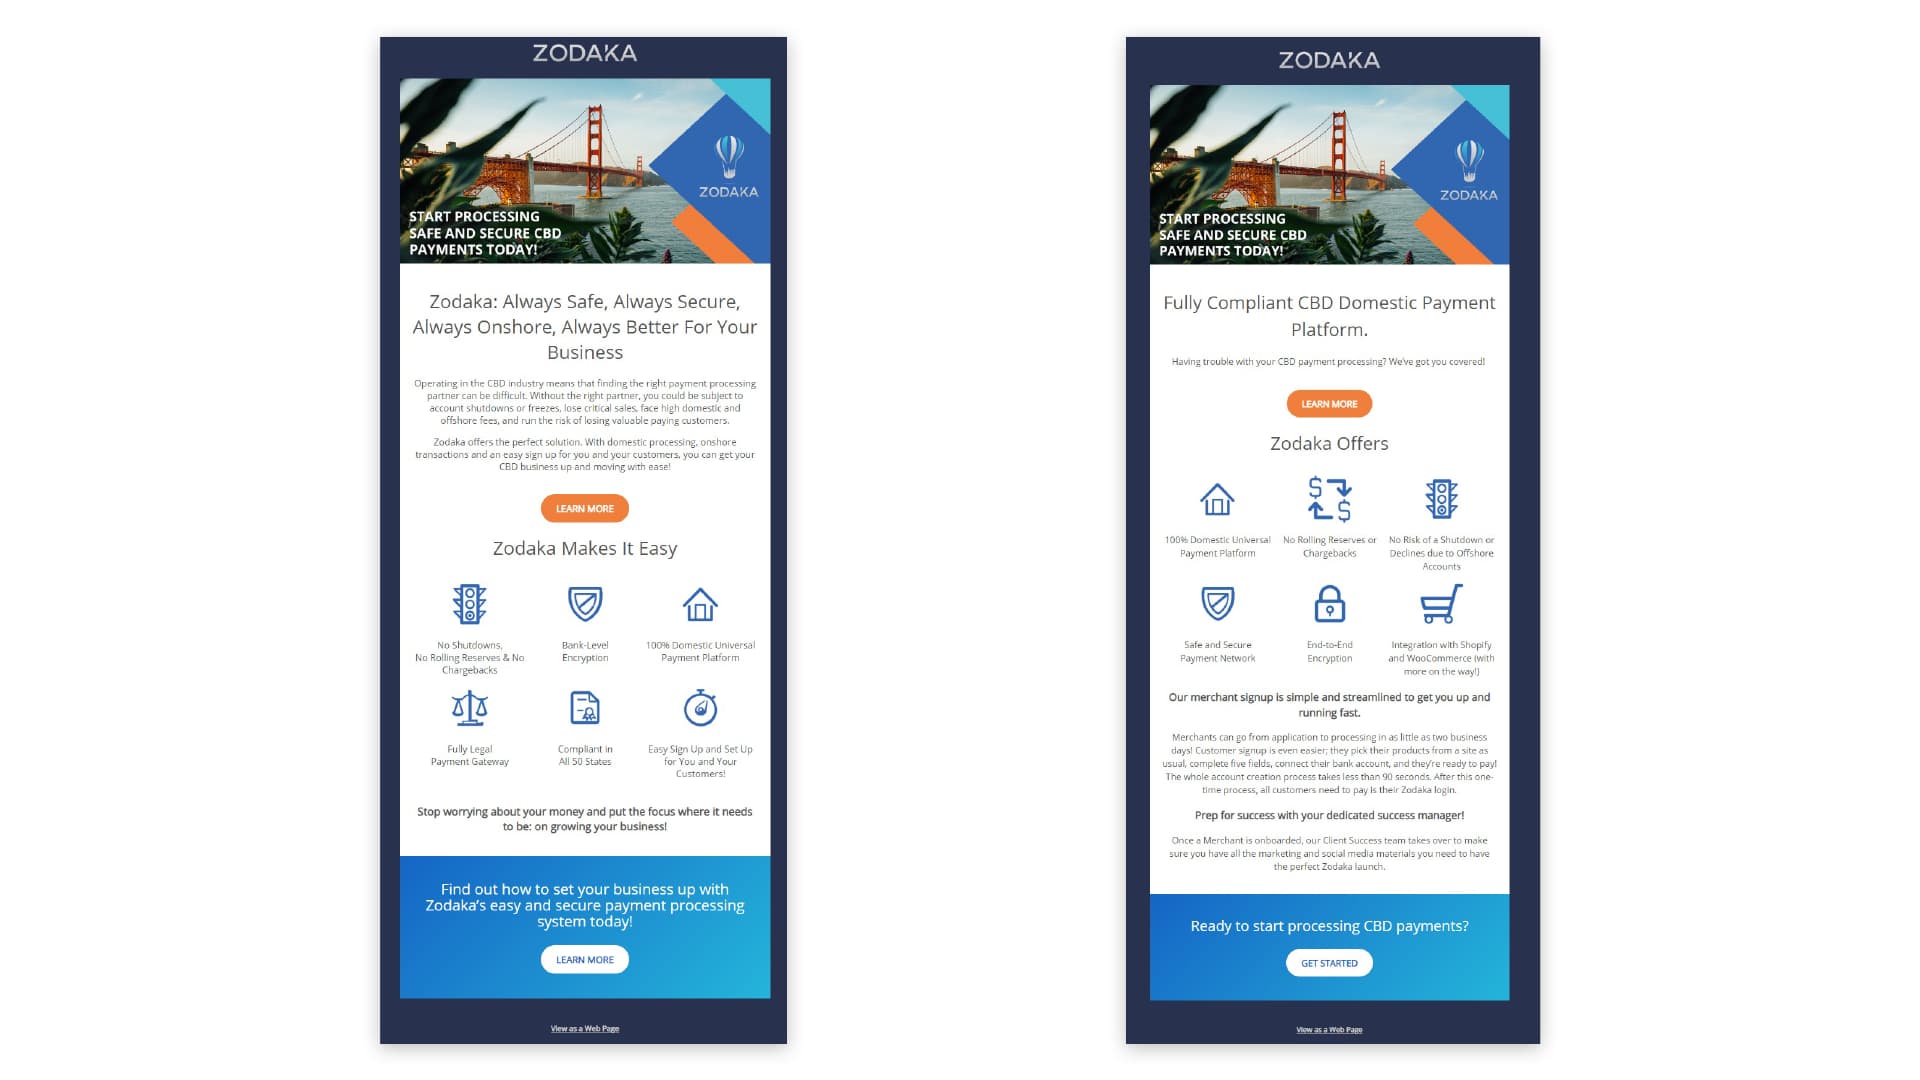 ZODAKA
ZODAKA
START PROCESSING
SAFE AND SECURE CBD
PAYMENTS TODAY!
Zodaka: Always Safe, Always Secure,
Always Onshore, Always Better For Your
Business
Operating in the CBD industry means that finding the right payment processing
partner can be difficult. Without the right partner, you could be subject to
account shutdowns or freezes, lose critical sales, face high domestic and
offshore fees, and run the risk of losing valuable paying customers.
Zodaka offers the perfect solution. With domestic processing, onshore
transactions and an easy sign up for you and your customers, you can get your
CBD business up and moving with ease!
LEARN MORE
Zodaka Makes It Easy
No Shutdowns,
No Rolling Reserves & No
Chargebacks
Bank-Level
Encryption
100% Domestic Universal
Payment Platform
Fully Legal
Payment Gateway
Compliant in
All 50 States
Easy Sign Up and Set Up
for You and Your
Customers!
Stop worrying about your money and put the focus where it needs
to be: on growing your business!
Find out how to set your business up with
Zodaka's easy and secure payment processing
system today!
LEARN MORE
View as a Web Page
ZODAKA
ZODAKA
START PROCESSING
SAFE AND SECURE CBD
PAYMENTS TODAY!
Fully Compliant CBD Domestic Payment
Platform.
Having trouble with your CBD payment processing? We've got you covered!
LEARN MORE
Zodaka Offers
100% Domestic Universal
Payment Platform
No Rolling Reserves or
Chargebacks
No Risk of a Shutdown or
Declines due to Offshore
Accounts
Safe and Secure
Payment Network
End-to-End
Encryption
Integration with Shopify
and WooCommerce (with
more on the way!)
Our merchant signup is simple and streamlined to get you up and
running fast.
Merchants can go from application to processing in as little as two business
days! Customer signup is even easier; they pick their products from a site as
usual, complete five fields, connect their bank account, and they're ready to pay!
The whole account creation process takes less than 90 seconds. After this one-
time process, all customers need to pay is their Zodaka login.
Prep for success with your dedicated success manager!
Once a Merchant is onboarded, our Client Success team takes over to make
sure you have all the marketing and social media materials you need to have
the perfect Zodaka launch.
Ready to start processing CBD payments?
GET STARTED
View as a Web Page